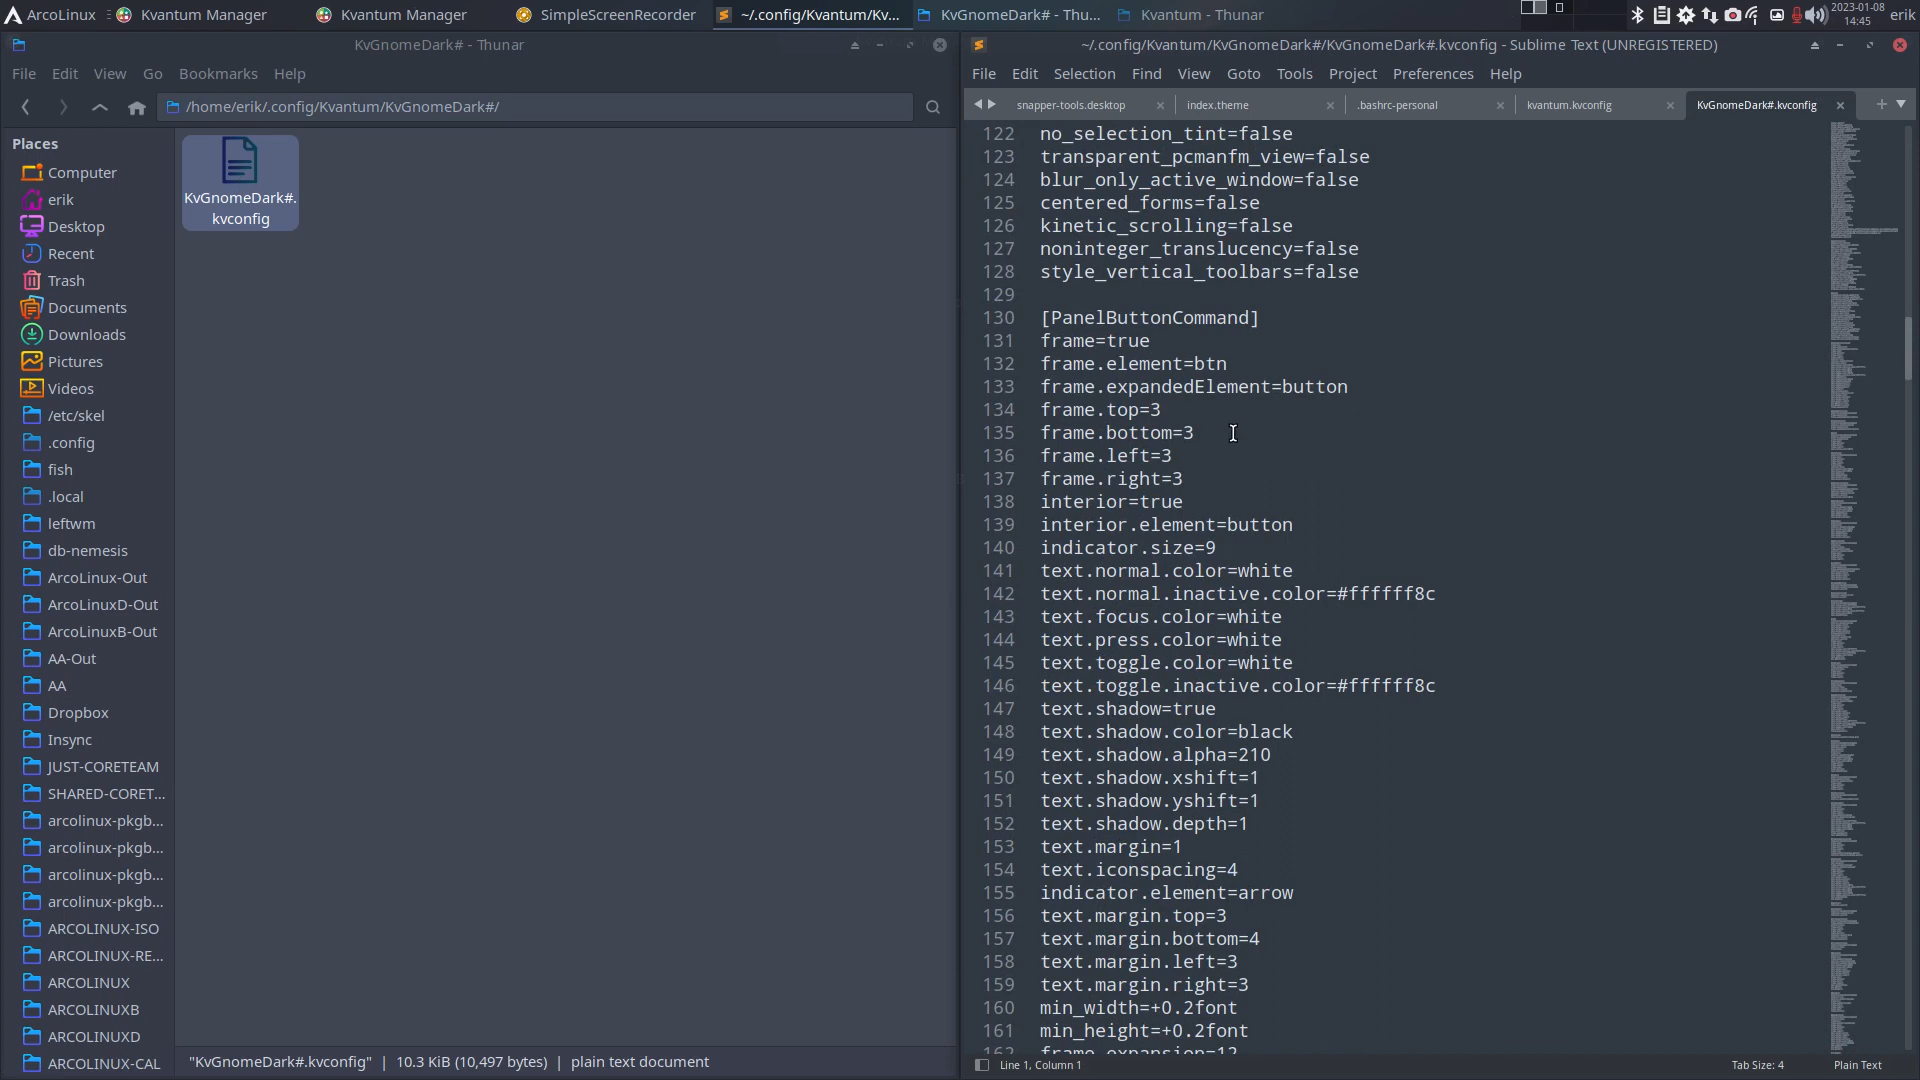 ArcoLinux
Kvantum Manager
Kvantum Manager
SimpleScreenRecorder
~/.config/Kvantum/Kv...
KvGnomeDark# - Thu...
Kvantum - Thunar
2023-01-08
14:45
erik
KvGnomeDark# - Thunar
File Edit View Go Bookmarks Help
/home/erik/.config/Kvantum/KvGnomeDark#/
Places
Computer
erik
Desktop
Recent
Trash
Documents
Downloads
Pictures
Videos
/etc/skel
.config
fish
.local
leftwm
db-nemesis
ArcoLinux-Out
ArcoLinuxD-Out
ArcoLinuxB-Out
AA-Out
AA
Dropbox
Insync
JUST-CORETEAM
SHARED-CORET...
arcolinux-pkgb...
arcolinux-pkgb...
arcolinux-pkgb...
arcolinux-pkgb...
ARCOLINUX-ISO
ARCOLINUX-RE...
ARCOLINUX
ARCOLINUXB
ARCOLINUXD
ARCOLINUX-CAL
KvGnomeDark#.
kvconfig
"KvGnomeDark#.kvconfig" | 10.3 KiB (10,497 bytes) | plain text document
~/.config/Kvantum/KvGnomeDark#/KvGnomeDark#.kvconfig - Sublime Text (UNREGISTERED)
File Edit Selection Find View Goto Tools Project Preferences Help
snapper-tools.desktop
index.theme
.bashrc-personal
kvantum.kvconfig
KvGnomeDark#.kvconfig
122 no_selection_tint=false
123 transparent_pcmanfm_view=false
124 blur_only_active_window=false
125 centered_forms=false
126 kinetic_scrolling=false
127 noninteger_translucency=false
128 style_vertical_toolbars=false
129
130 [PanelButtonCommand]
131 frame=true
132 frame.element=btn
133 frame.expandedElement=button
134 frame.top=3
135 frame.bottom=3
136 frame.left=3
137 frame.right=3
138 interior=true
139 interior.element=button
140 indicator.size=9
141 text.normal.color=white
142 text.normal.inactive.color=#ffffff8c
143 text.focus.color=white
144 text.press.color=white
145 text.toggle.color=white
146 text.toggle.inactive.color=#ffffff8c
147 text.shadow=true
148 text.shadow.color=black
149 text.shadow.alpha=210
150 text.shadow.xshift=1
151 text.shadow.yshift=1
152 text.shadow.depth=1
153 text.margin=1
154 text.iconspacing=4
155 indicator.element=arrow
156 text.margin.top=3
157 text.margin.bottom=4
158 text.margin.left=3
159 text.margin.right=3
160 min_width=+0.2font
161 min_height=+0.2font
162 frame.expansion=12
Line 1, Column 1
Tab Size: 4
Plain Text